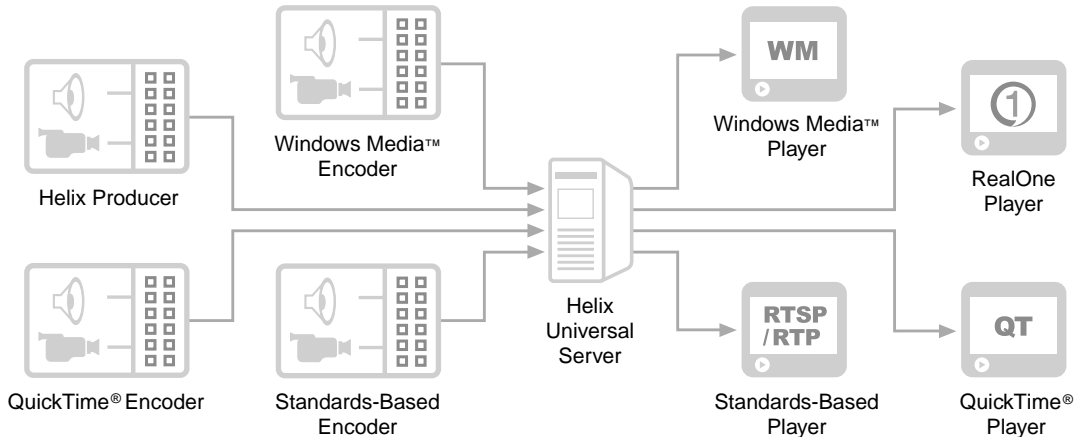 WM
Windows Media™
Encoder
Windows Media™
Player
Helix Producer
1
RealOne
Player
Helix
Universal
Server
RTSP
/RTP
QT
QuickTime® Encoder
Standards-Based
Encoder
Standards-Based
Player
QuickTime®
Player